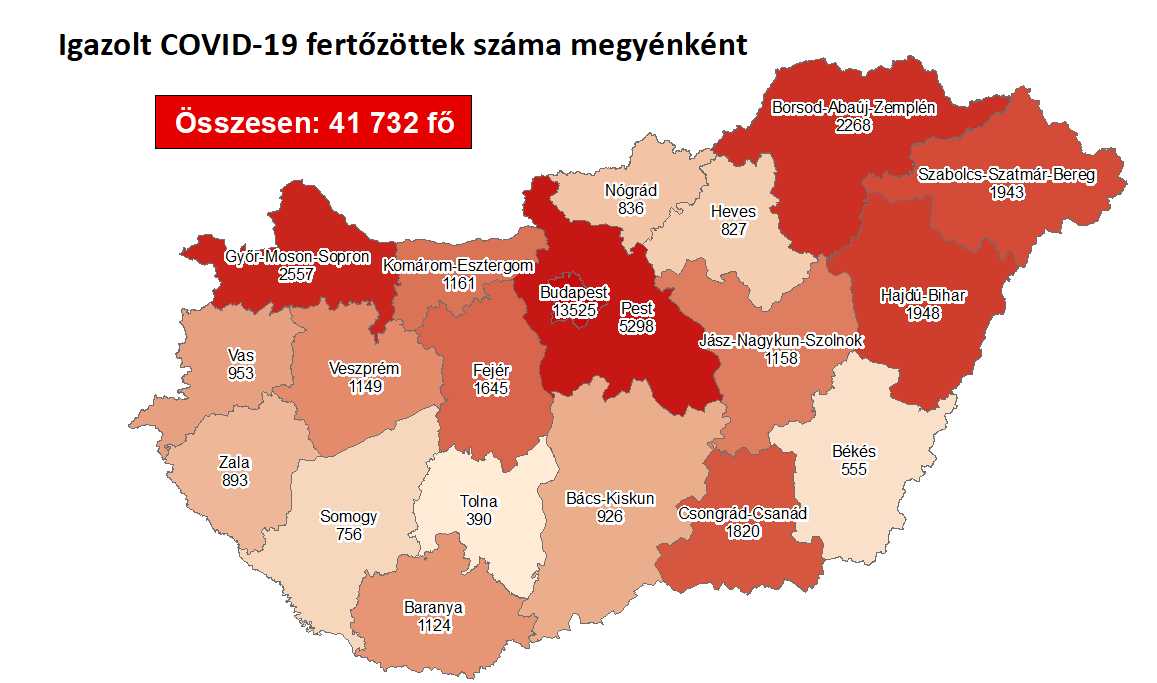 Igazolt COVID-19 fertőzöttek száma megyénként
Összesen: 41 732 fő
Borsod-Abaúj-Zemplén
2268
Szabolcs-Szatmár-Bereg
1943
Nógrád
836
Heves
827
Győr-Moson-Sopron
2557
Komárom-Esztergom
1161
Budapest
13525
Pest
5298
Hajdú-Bihar
1948
Jász-Nagykun-Szolnok
1158
Vas
953
Veszprém
1149
Fejér
1645
Zala
893
Békés
555
Somogy
756
Tolna
390
Bács-Kiskun
926
Csongrád-Csanád
1820
Baranya
1124